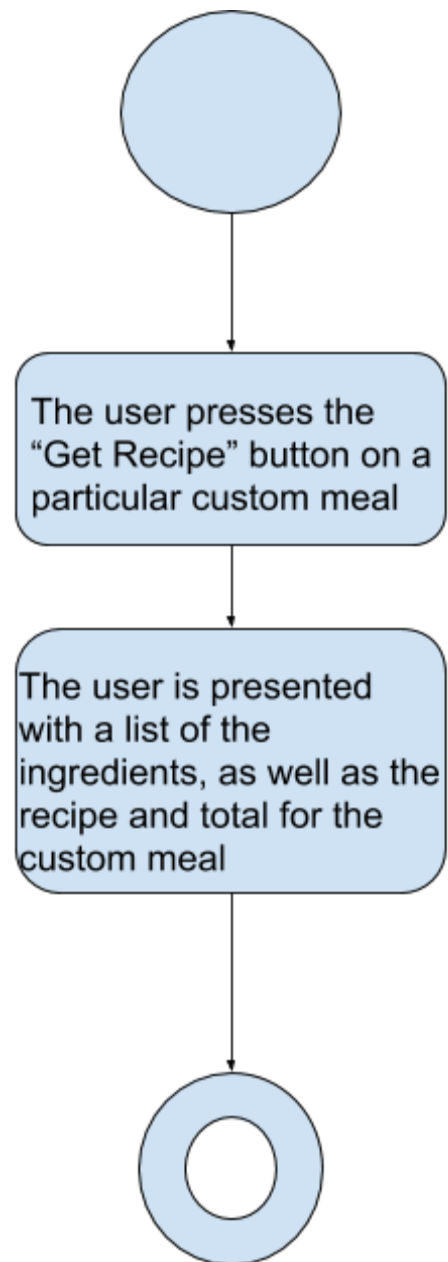 The user presses the
“Get Recipe” button on a
particular custom meal
The user is presented
with a list of the
ingredients, as well as the
recipe and total for the
custom meal